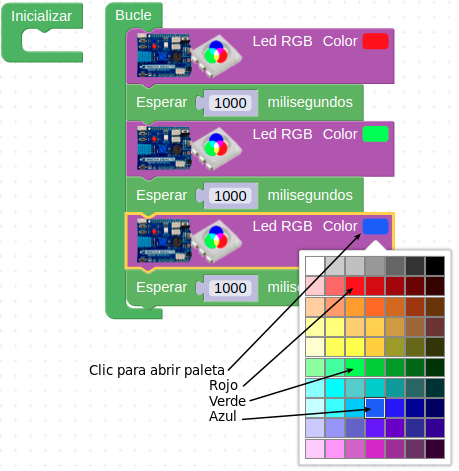 Inicializar
Bucle
Led RGB Color
Esperar 1000 milisegundos
Led RGB Color
Esperar 1000 milisegundos
Led RGB Color
Esperar 1000 milise
Clic para abrir paleta
Rojo
Verde
Azul